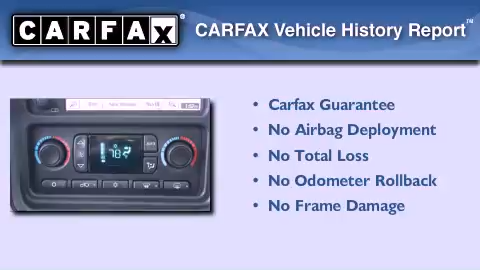 CARFAX® CARFAX Vehicle History Report™
• Carfax Guarantee
• No Airbag Deployment
• No Total Loss
• No Odometer Rollback
• No Frame Damage
78